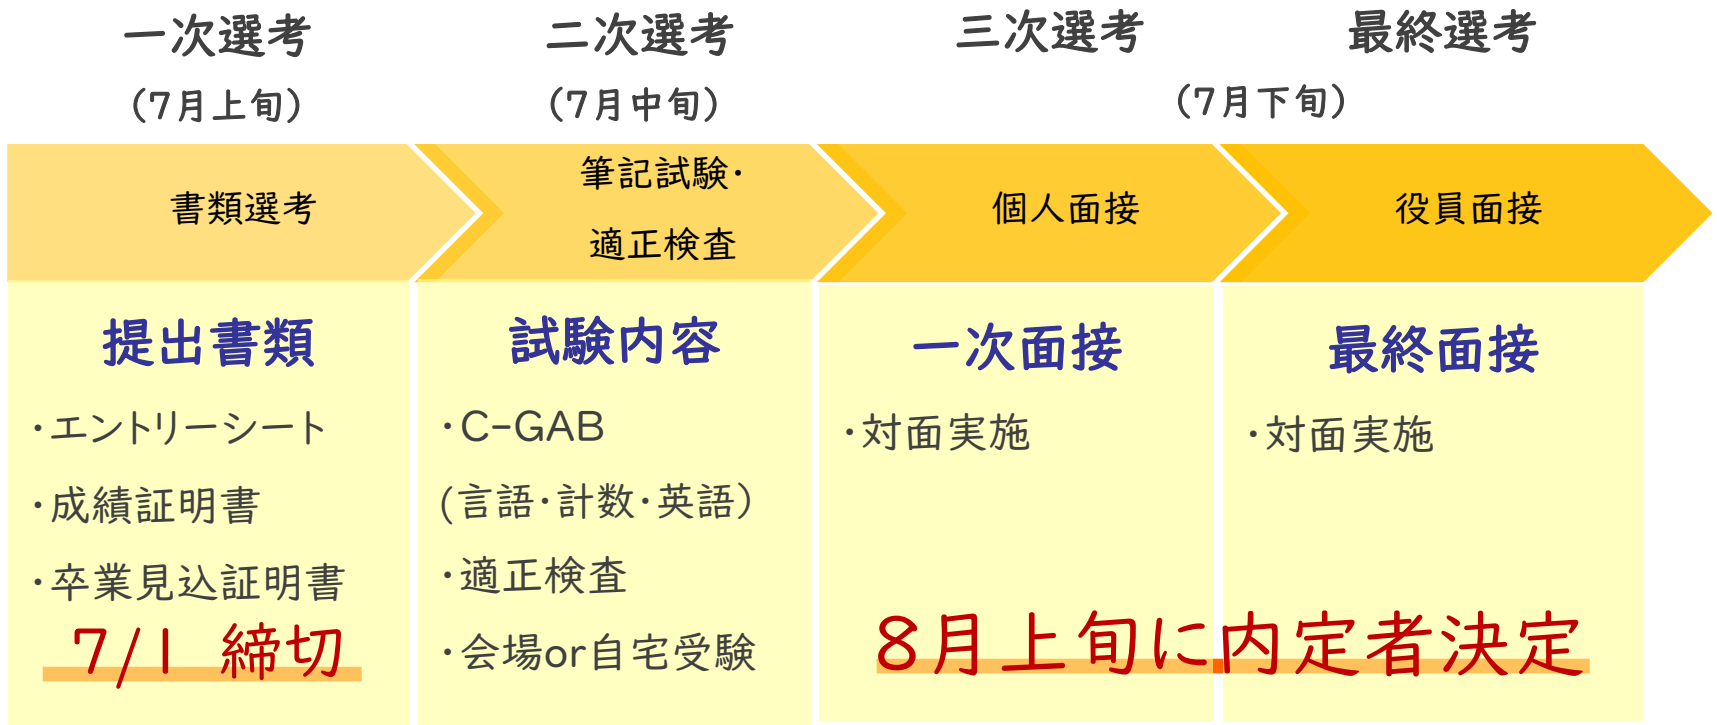 一次選考
(7月上旬)
書類選考
提出書類
・エントリーシート
・成績証明書
・卒業見込証明書
7/1 締切
二次選考
(7月中旬)
筆記試験・
適正検査
試験内容
・C-GAB
(言語・計数・英語)
・適正検査
・会場or自宅受験
三次選考
最終選考
(7月下旬)
個人面接
一次面接
・対面実施
役員面接
最終面接
・対面実施
8月上旬に内定者決定